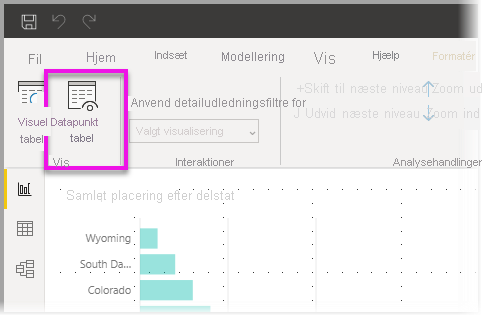 Fil Hjem Indsæt Modellering Vis Hjælp Formatér
Visuel Datapunkt
tabel tabel
Vis
Anvend detailudledningsfiltre for
Valgt visualisering
Interaktioner
+Skift til næste niveau Zoom ud
J Udvid næste niveau Zoom ind
Analysehandlinger
Samlet placering efter delstat
Wyoming
South Da...
Colorado